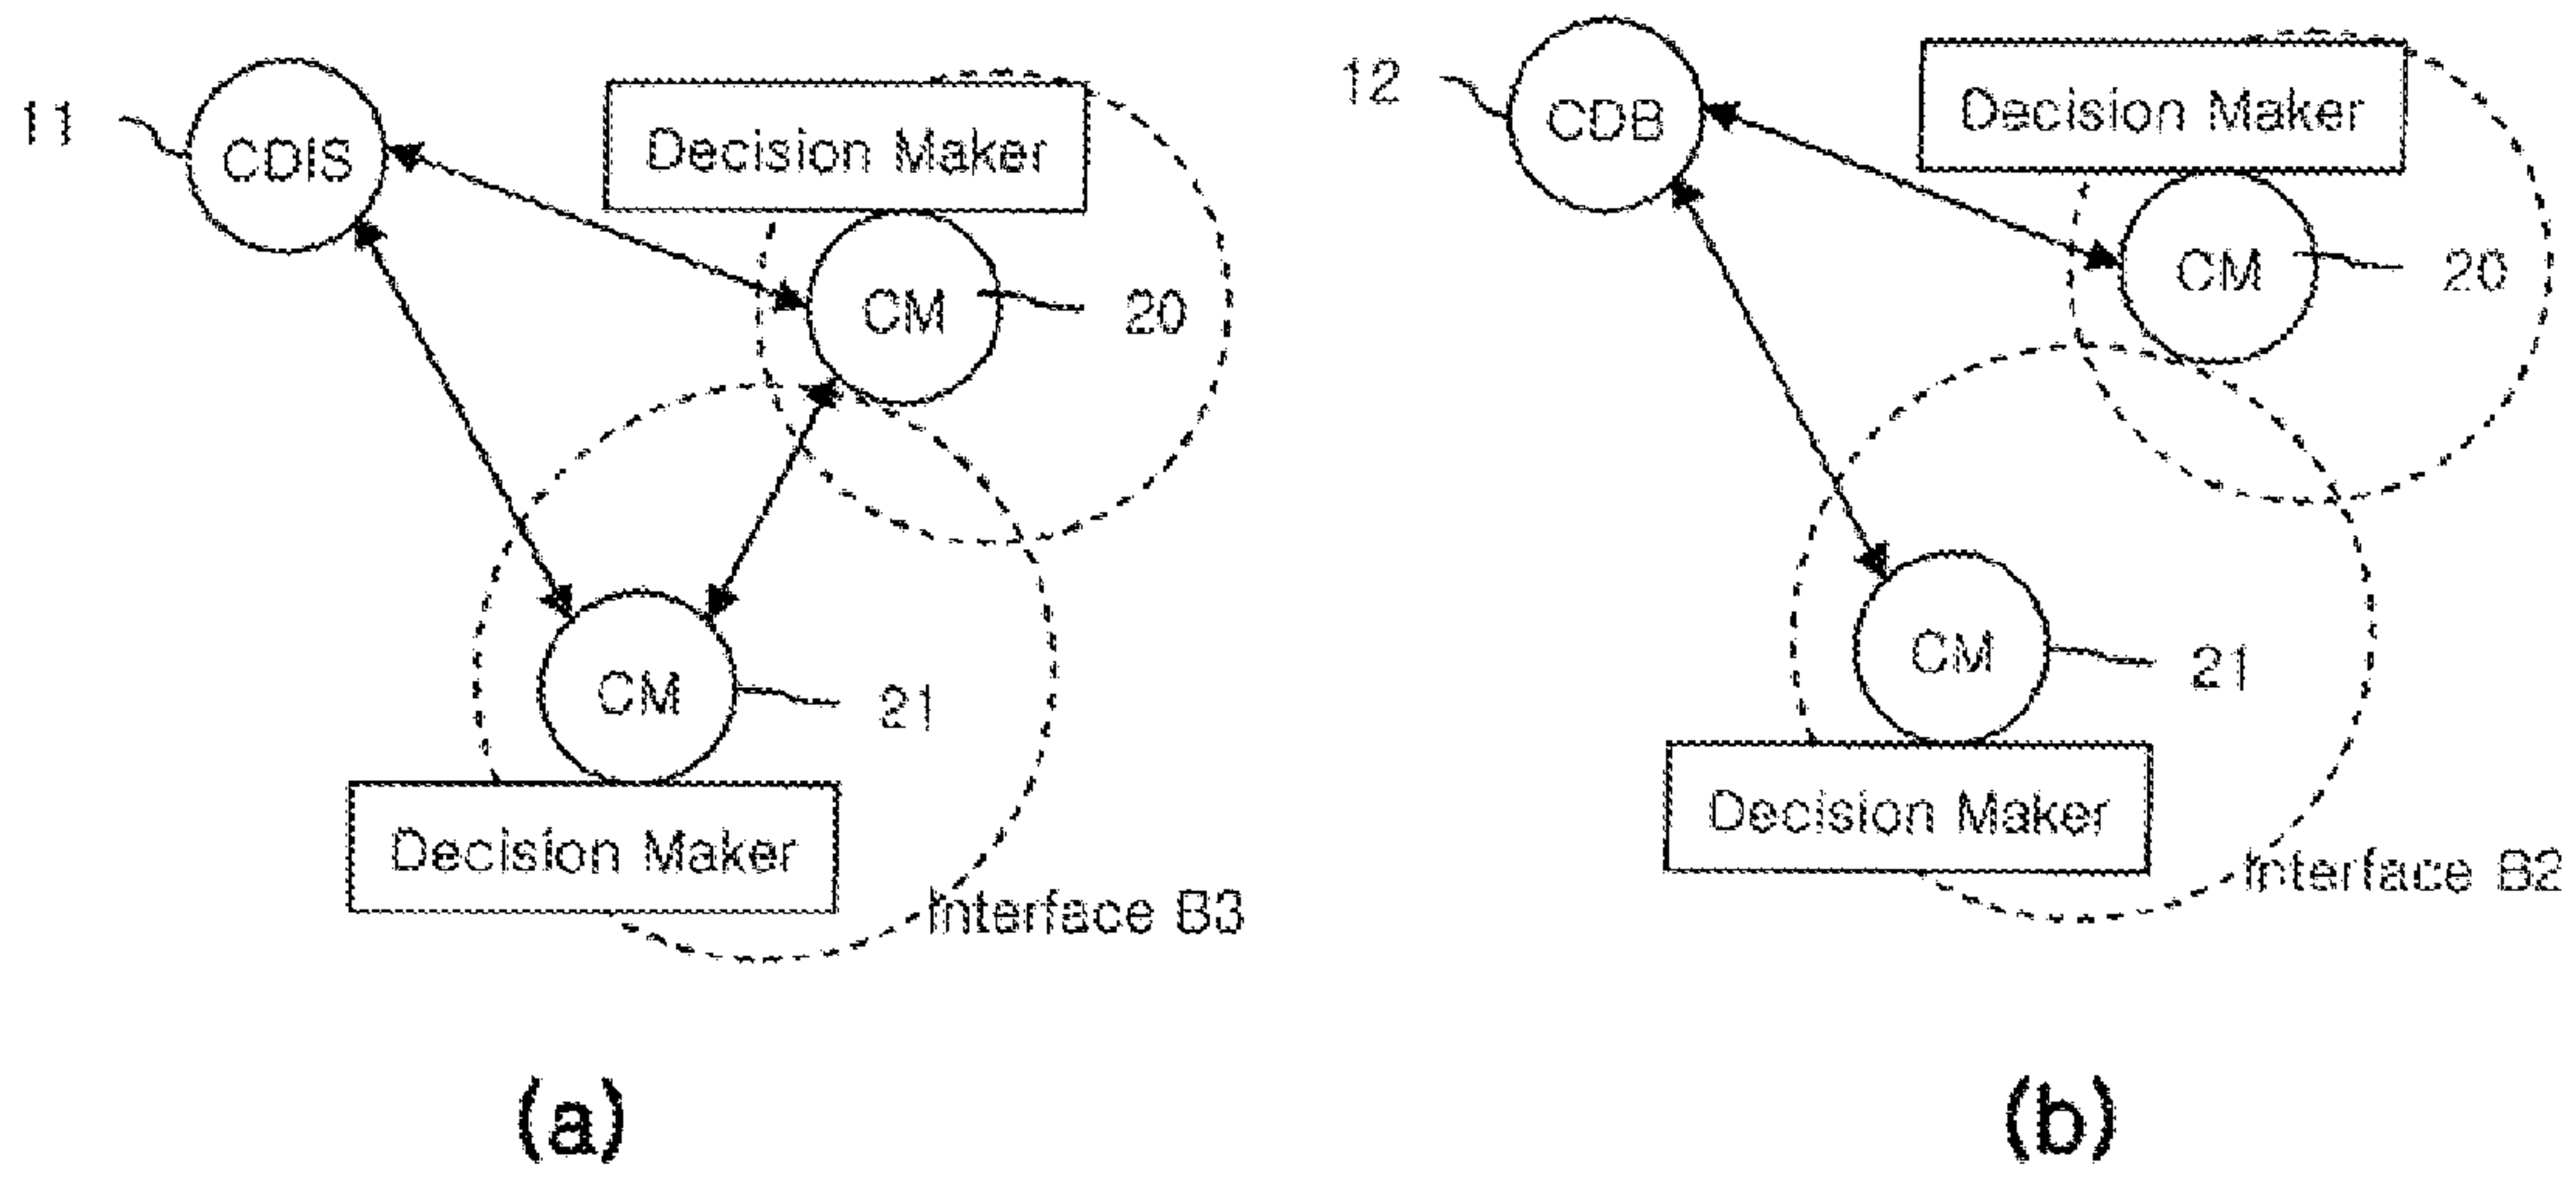 11
CDIS
Decision Maker
CM
20
CM
21
Decision Maker
Interface B3
(a)
12
CDB
Decision Maker
CM
20
CM
21
Decision Maker
Interface B2
(b)